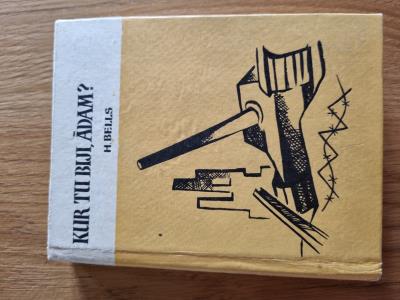 KUR TU BIJI, ĀDAM?
H. BELLS